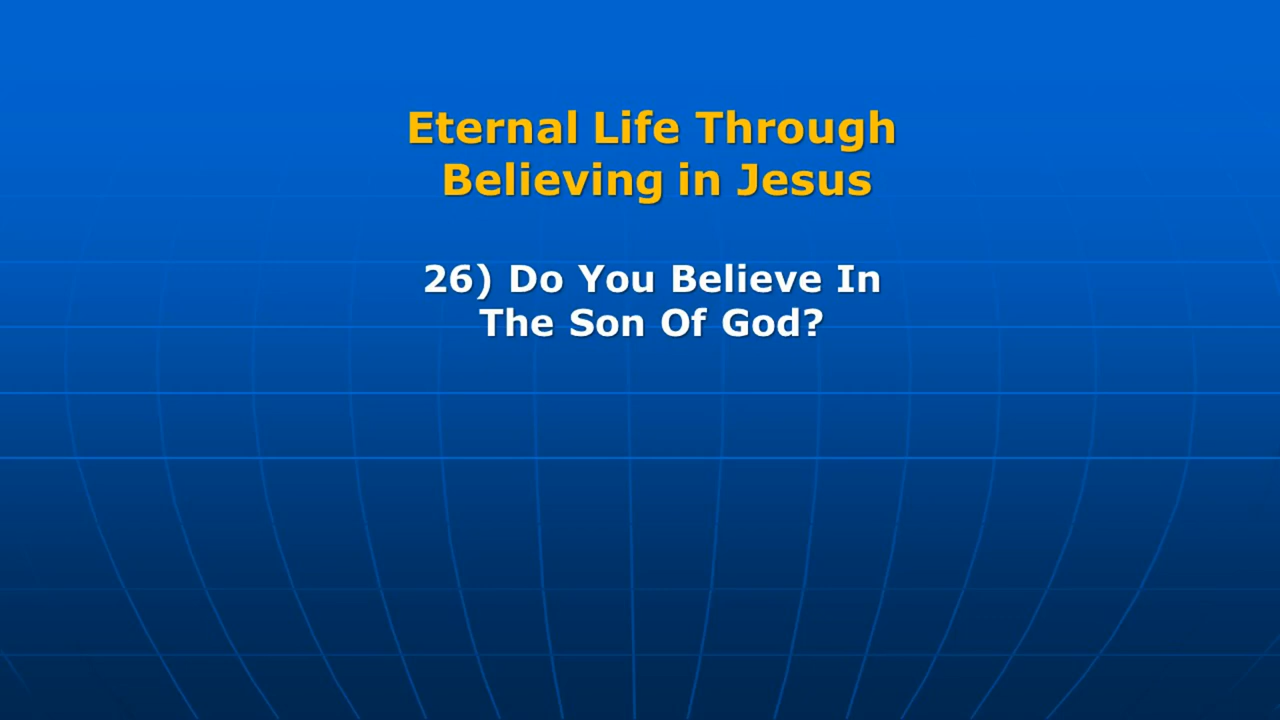 Eternal Life Through
Believing in Jesus
26) Do You Believe In
The Son Of God?